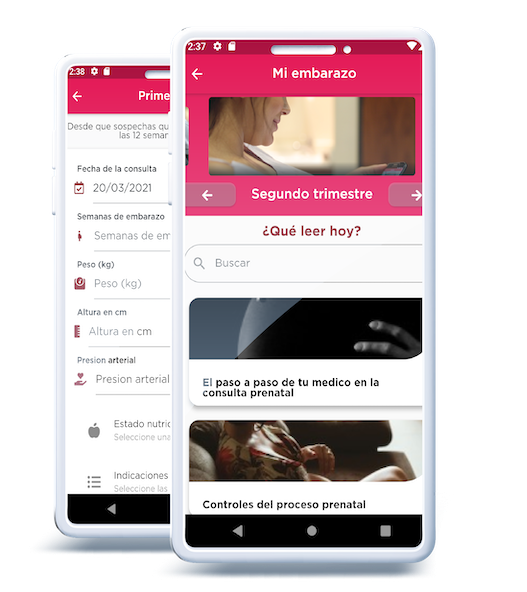 2:38
Prime
Desde que sospechas qu
las 12 seman
Fecha de la consulta
20/03/2021
Semanas de embarazo
Semanas de em
Peso (kg)
Peso (kg)
Altura en cm
Altura en cm
Presion arterial
Presion arterial
Estado nutric
Seleccione una
Indicaciones
Seleccione las
2:37
Mi embarazo
Segundo trimestre
¿Qué leer hoy?
Buscar
El paso a paso de tu medico en la
consulta prenatal
Controles del proceso prenatal